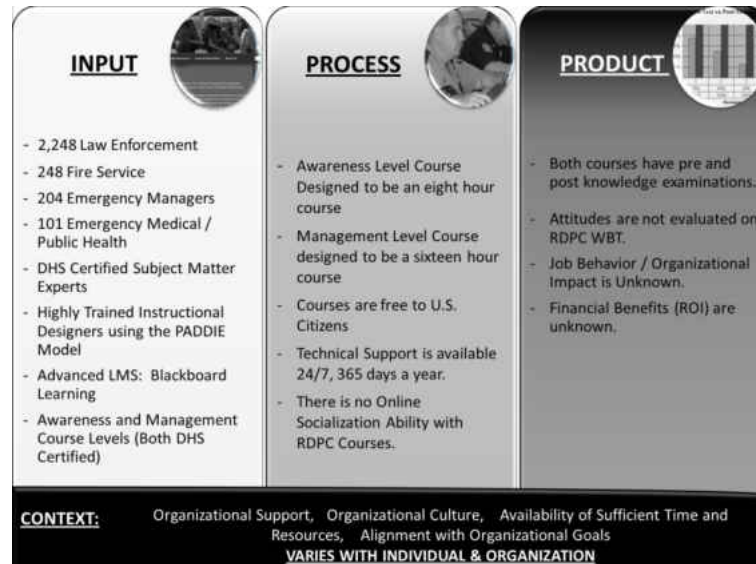 INPUT
- 2,248 Law Enforcement
- 248 Fire Service
- 204 Emergency Managers
- 101 Emergency Medical /
Public Health
- DHS Certified Subject Matter
Experts
- Highly Trained Instructional
Designers using the PADDIE
Model
- Advanced LMS: Blackboard
Learning
- Awareness and Management
Course Levels (Both DHS
Certified)
PROCESS
- Awareness Level Course
Designed to be an eight hour
course
- Management Level Course
designed to be a sixteen hour
course
- Courses are free to U.S.
Citizens
- Technical Support is available
24/7, 365 days a year.
- There is no Online
Socialization Ability with
RDPC Courses.
PRODUCT
- Both courses have pre and
post knowledge examinations.
- Attitudes are not evaluated on
RDPC WBT.
- Job Behavior / Organizational
Impact is Unknown.
- Financial Benefits (ROI) are
unknown.
CONTEXT: Organizational Support, Organizational Culture, Availability of Sufficient Time and
Resources, Alignment with Organizational Goals
VARIES WITH INDIVIDUAL & ORGANIZATION